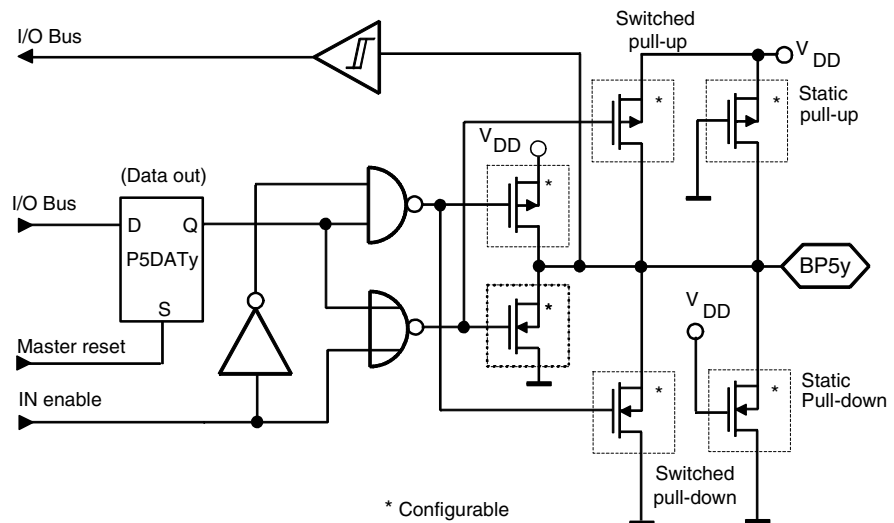 Switched
pull-up
I/O Bus
V DD
*
*
Static
pull-up
V DD
*
(Data out)
I/O Bus
D
Q
P5DATy
S
BP5y
*
V DD
Master reset
IN enable
*
*
Static
Pull-down
Switched
pull-down
* Configurable